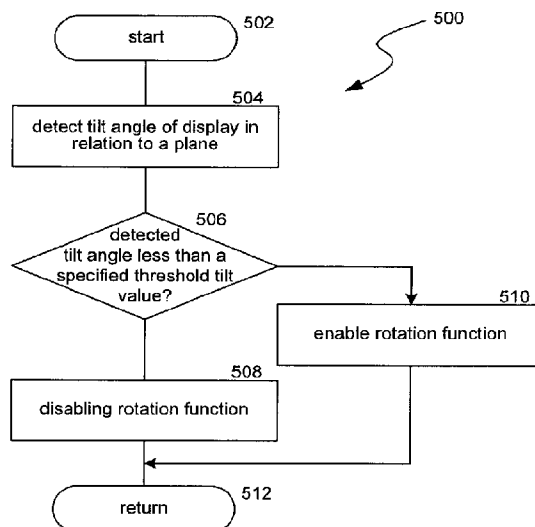 502
start
500
504
detect tilt angle of display in
relation to a plane
506
detected
tilt angle less than a
specified threshold tilt
value?
510
enable rotation function
508
disabling rotation function
return
512